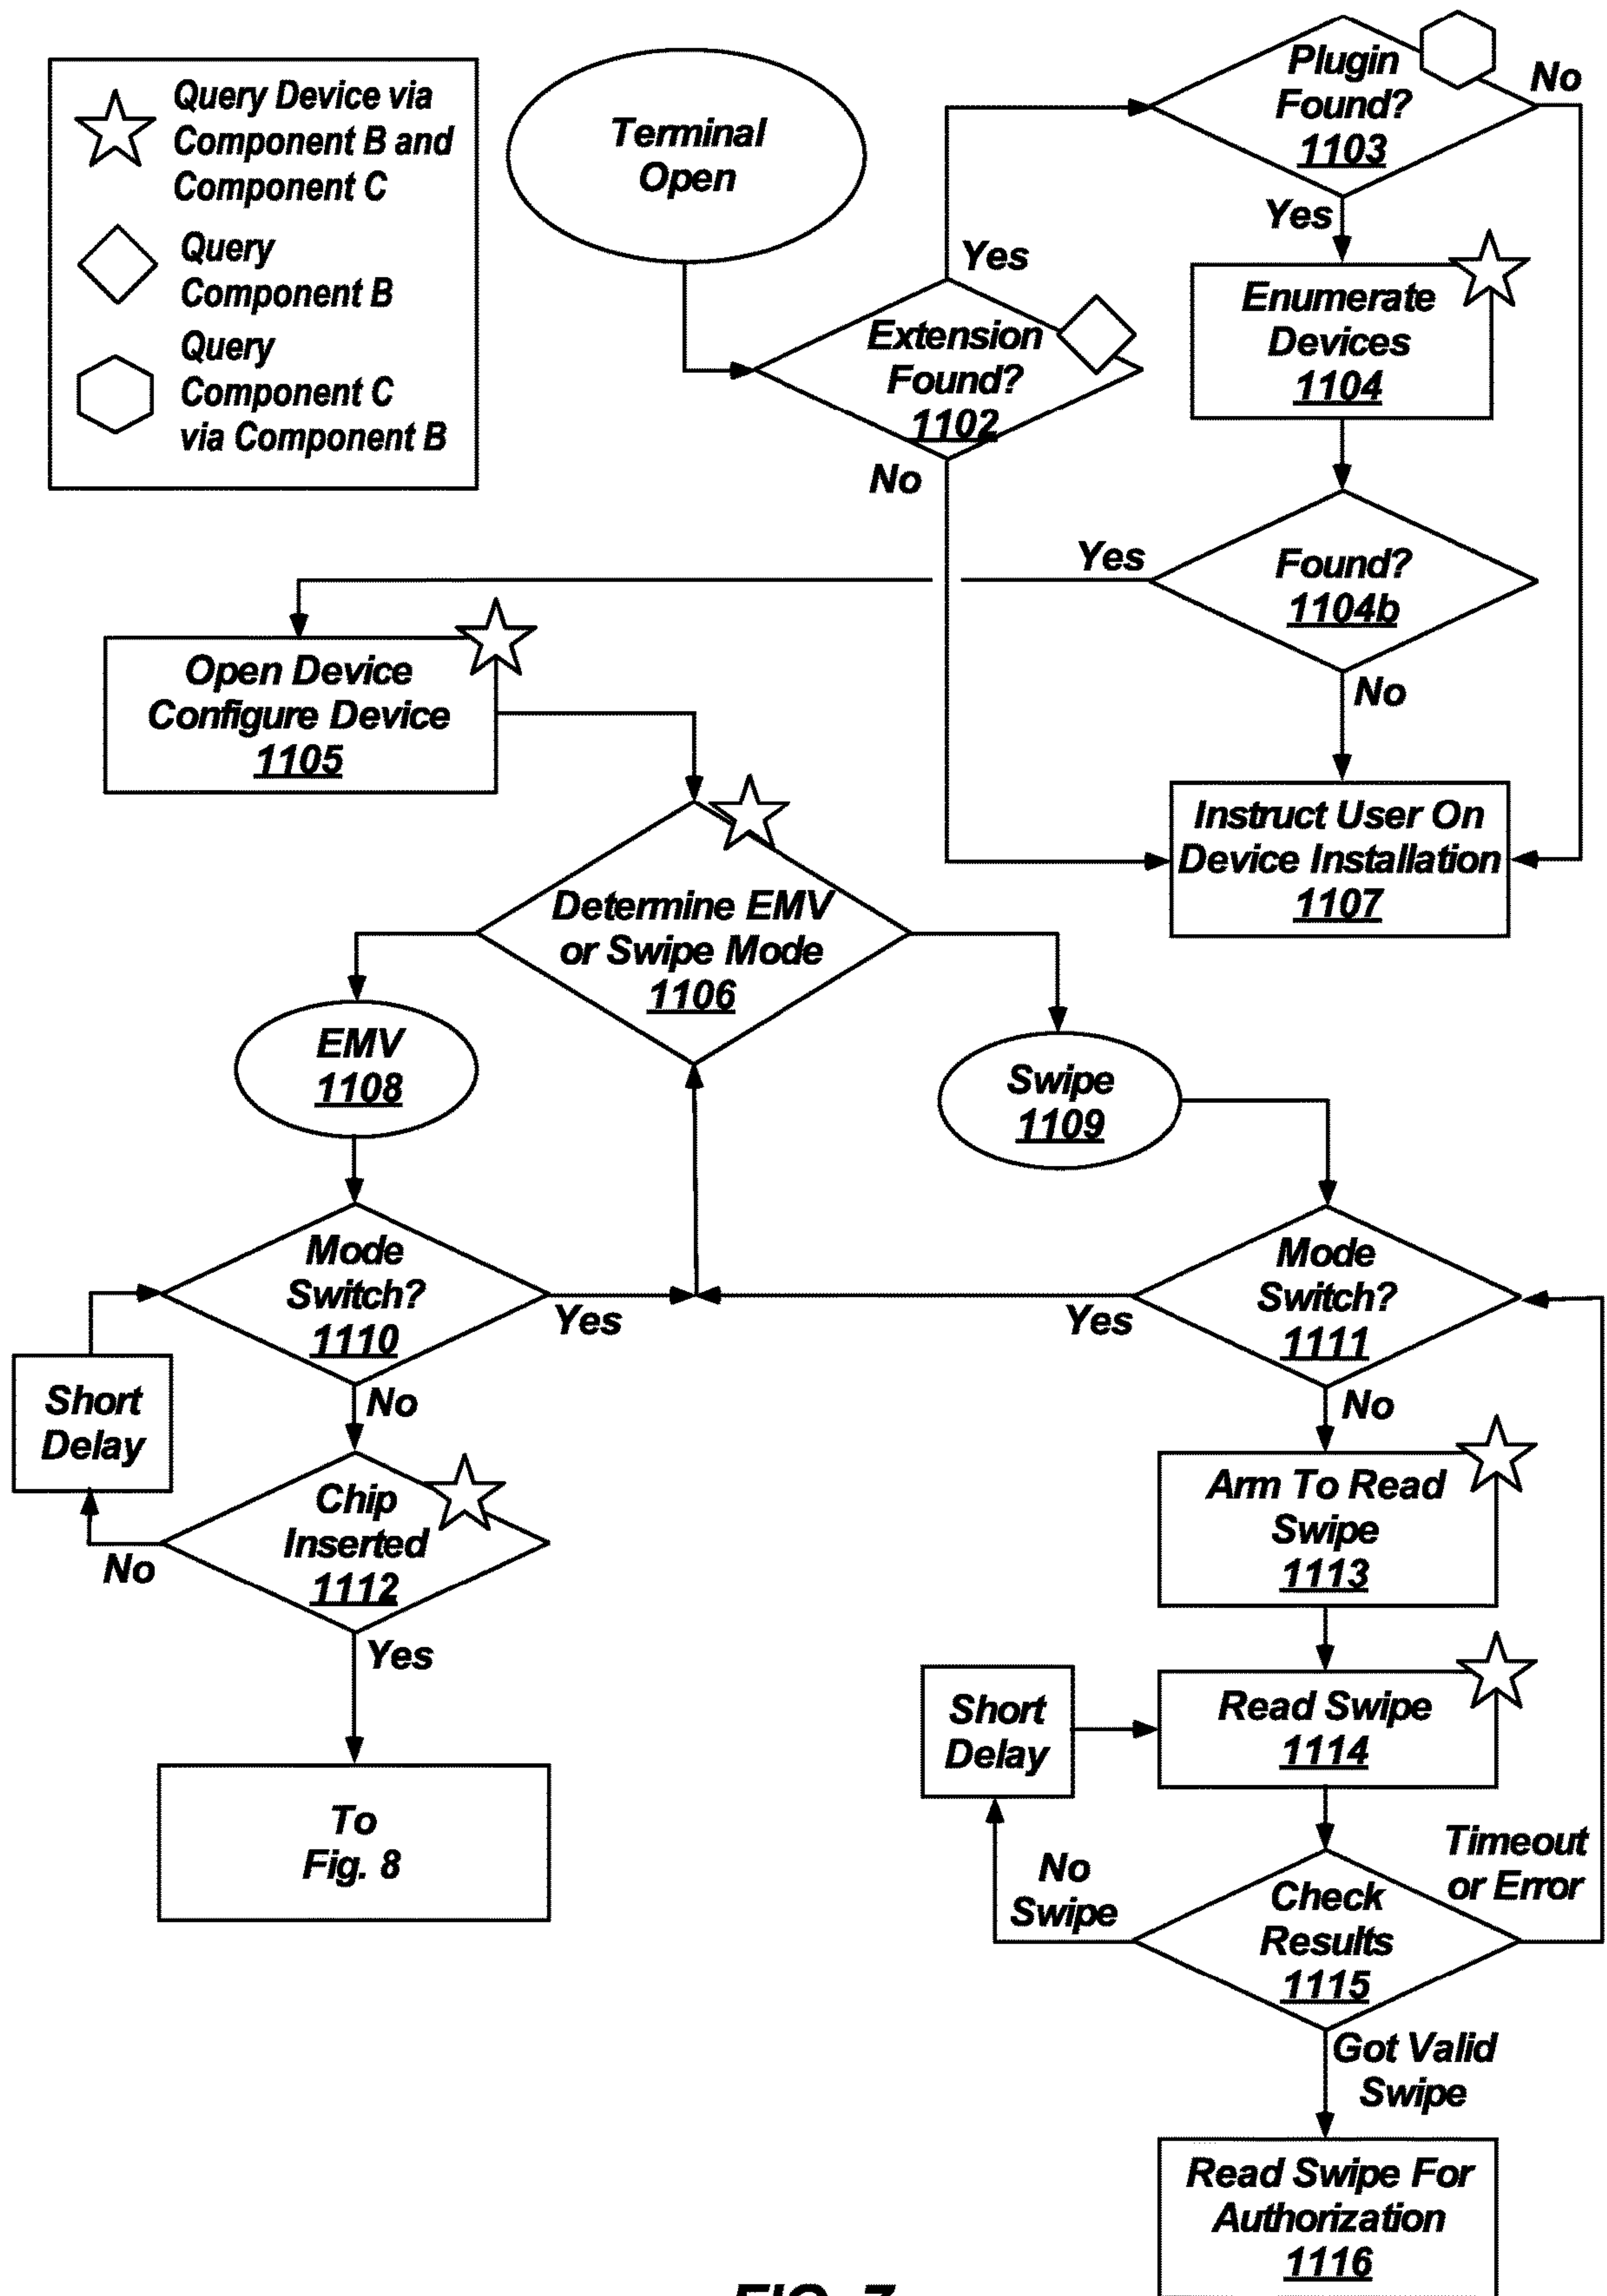 Query Device via
Component B and
Component C
Query
Component B
Query
Component C
via Component B
Terminal
Open
Plugin
Found?
1103
No
Yes
Yes
Extension
Found?
1102
No
Enumerate
Devices
1104
Found?
1104b
Yes
No
Open Device
Configure Device
1105
Instruct User On
Device Installation
1107
Determine EMV
or Swipe Mode
1106
EMV
1108
Swipe
1109
Mode
Switch?
1110
Yes
No
Mode
Switch?
1111
Yes
No
Short
Delay
Chip
Inserted
1112
No
Yes
To
Fig. 8
Arm To Read
Swipe
1113
Short
Delay
Read Swipe
1114
No
Swipe
Timeout
or Error
Check
Results
1115
Got Valid
Swipe
Read Swipe For
Authorization
1116